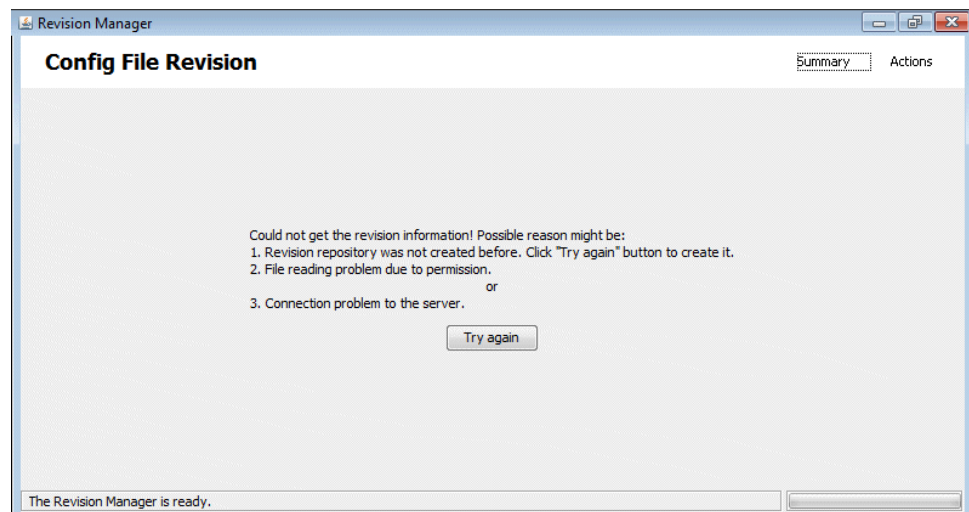 Revision Manager
Config File Revision
Summary
Actions
Could not get the revision information! Possible reason might be:
1. Revision repository was not created before. Click "Try again" button to create it.
2. File reading problem due to permission.
or
3. Connection problem to the server.
Try again
The Revision Manager is ready.